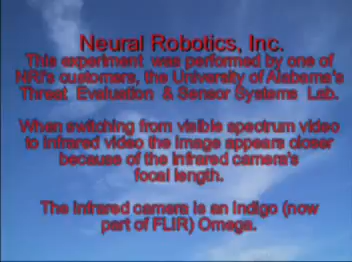 Neural Robotics, Inc.
This experiment was performed by one of
NRI's customers, the University of Alabama's
Threat Evaluation & Sensor Systems Lab.
When switching from visible spectrum video
to infrared video the image appears closer
because of the infrared camera's
focal length.
The infrared camera is an Indigo (now
part of FLIR) Omega.